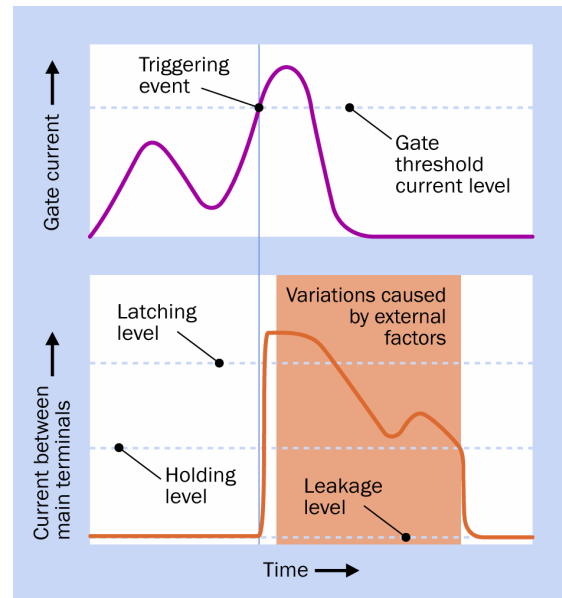 Gate current
Triggering
event
Gate
threshold
current level
Current between
main terminals
Latching
level
Variations caused
by external
factors
Holding
level
Leakage
level
Time